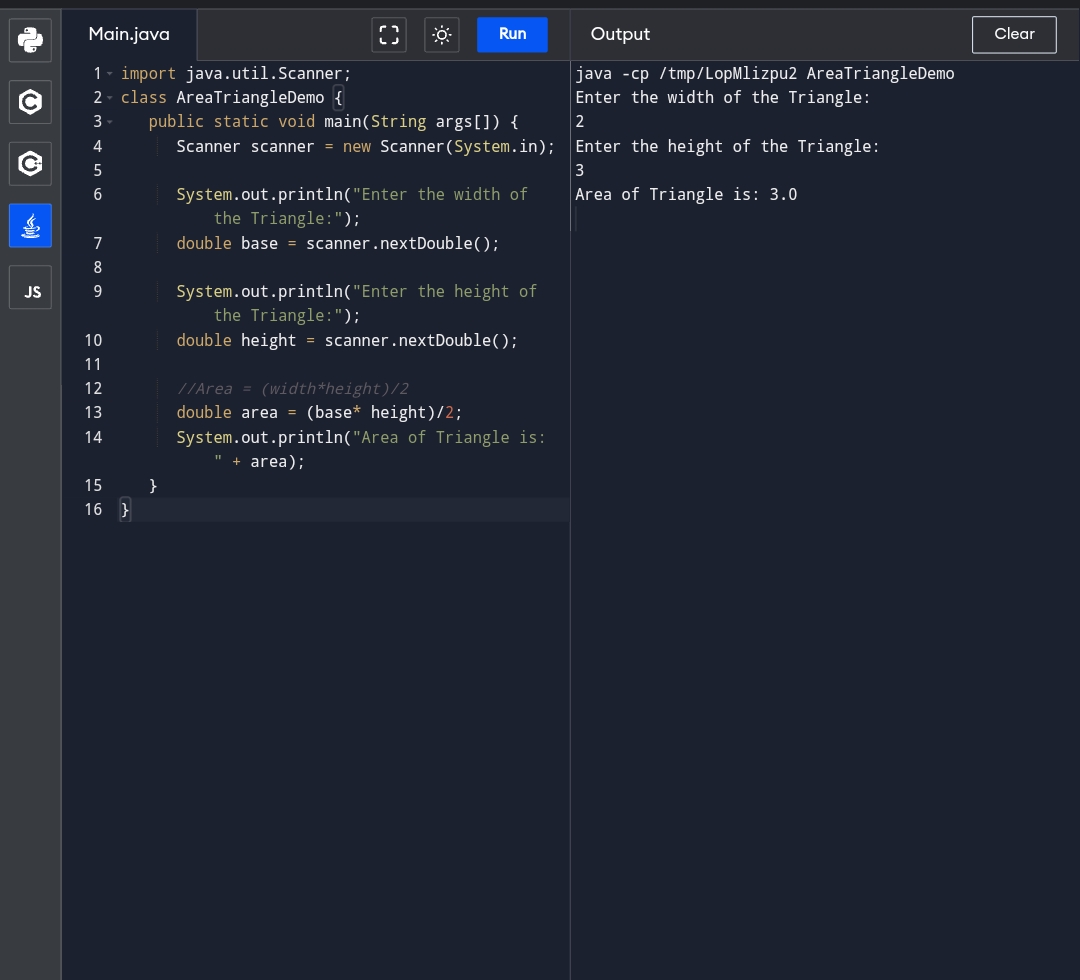 Main.java
Run
Output
Clear
JS
1 import java.util.Scanner;
2 class AreaTriangleDemo {
3 public static void main(String args[]) {
4 Scanner scanner = new Scanner(System.in);
5
6 System.out.println("Enter the width of
the Triangle:");
7 double base = scanner.nextDouble();
8
9 System.out.println("Enter the height of
the Triangle:");
10 double height = scanner.nextDouble();
11
12 //Area = (width*height)/2
13 double area = (base* height)/2;
14 System.out.println("Area of Triangle is:
" + area);
15 }
16 }
java -cp /tmp/LopMlizpu2 AreaTriangleDemo
Enter the width of the Triangle:
2
Enter the height of the Triangle:
3
Area of Triangle is: 3.0